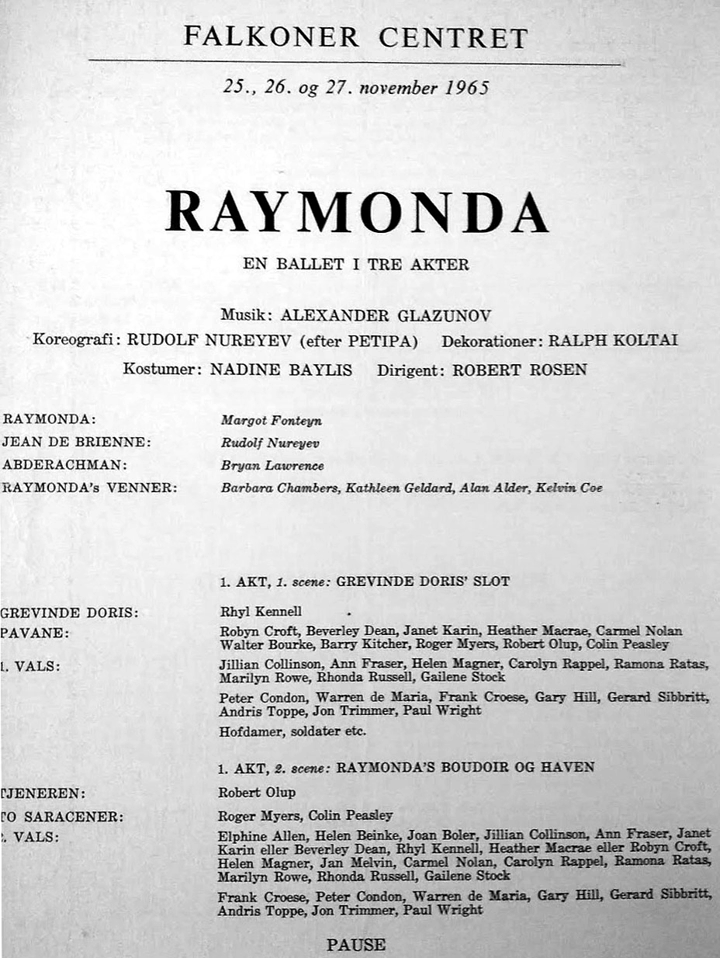 FALKONER CENTRET
25., 26. og 27. november 1965
RAYMONDA
EN BALLET I TRE AKTER
Musik: ALEXANDER GLAZUNOV
Koreografi: RUDOLF NUREYEV (efter PETIPA) Dekorationer: RALPH KOLTAI
Kostumer: NADINE BAYLIS Dirigent: ROBERT ROSEN
RAYMONDA: Margot Fonteyn
JEAN DE BRIENNE: Rudolf Nureyev
ABDERACHMAN: Bryan Lawrence
RAYMONDA's VENNER: Barbara Chambers, Kathleen Geldard, Alan Alder, Kelvin Coe
1. AKT, 1. scene: GREVINDE DORIS' SLOT
GREVINDE DORIS: Rhyl Kennell
PAVANE: Robyn Croft, Beverley Dean, Janet Karin, Heather Macrae, Carmel Nolan
Walter Bourke, Barry Kitcher, Roger Myers, Robert Olup, Colin Peasley
1. VALS: Jillian Collinson, Ann Fraser, Helen Magner, Carolyn Rappel, Ramona Ratas,
Marilyn Rowe, Rhonda Russell, Gailene Stock
Peter Condon, Warren de Maria, Frank Croese, Gary Hill, Gerard Sibbritt,
Andris Toppe, Jon Trimmer, Paul Wright
Hofdamer, soldater etc.
1. AKT, 2. scene: RAYMONDA'S BOUDOIR OG HAVEN
TJENEREN: Robert Olup
TO SARACENER: Roger Myers, Colin Peasley
2. VALS: Elphine Allen, Helen Beinke, Joan Boler, Jillian Collinson, Ann Fraser, Janet
Karin eller Beverley Dean, Rhyl Kennell, Heather Macrae eller Robyn Croft,
Helen Magner, Jan Melvin, Carmel Nolan, Carolyn Rappel, Ramona Ratas,
Marilyn Rowe, Rhonda Russell, Gailene Stock
Frank Croese, Peter Condon, Warren de Maria, Gary Hill, Gerard Sibbritt,
Andris Toppe, Jon Trimmer, Paul Wright
PAUSE